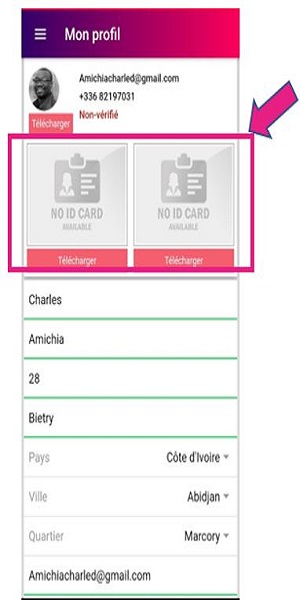 Mon profil
Amichiacharled@gmail.com
+336 82197031
Non-vérifié
Télécharger
NO ID CARD
AVAILABLE
NO ID CARD
AVAILABLE
Télécharger
Télécharger
Charles
Amichia
28
Bietry
Pays Côte d'Ivoire
Ville Abidjan
Quartier Marcory
Amichiacharled@gmail.com